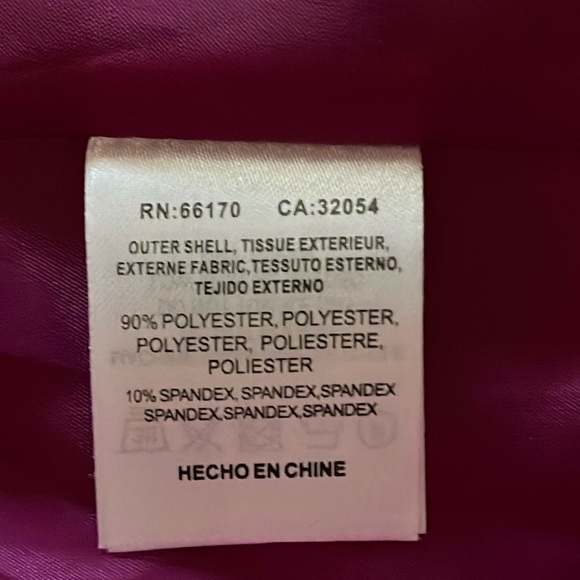 RN:66170 CA:32054
OUTER SHELL, TISSUE EXTERIEUR,
EXTERNE FABRIC,TESSUTO ESTERNO,
TEJIDO EXTERNO
90% POLYESTER, POLYESTER,
POLYESTER, POLIESTERE,
POLIESTER
10% SPANDEX, SPANDEX,SPANDEX
SPANDEX,SPANDEX,SPANDEX
HECHO EN CHINE